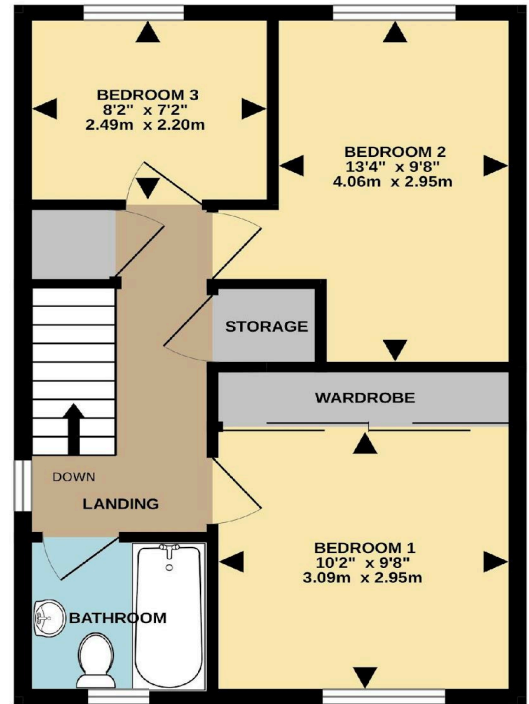 BEDROOM 3
8'2" x 7'2"
2.49m x 2.20m
BEDROOM 2
13'4" x 9'8"
4.06m x 2.95m
STORAGE
WARDROBE
DOWN
LANDING
BEDROOM 1
10'2" x 9'8"
3.09m x 2.95m
BATHROOM